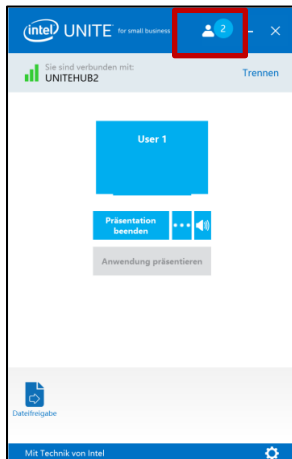 intel UNITE for small business 2
Sie sind verbunden mit:
UNITEHUB2
Trennen
User 1
Präsentation
beenden
Anwendung präsentieren
Dateifreigabe
Mit Technik von Intel